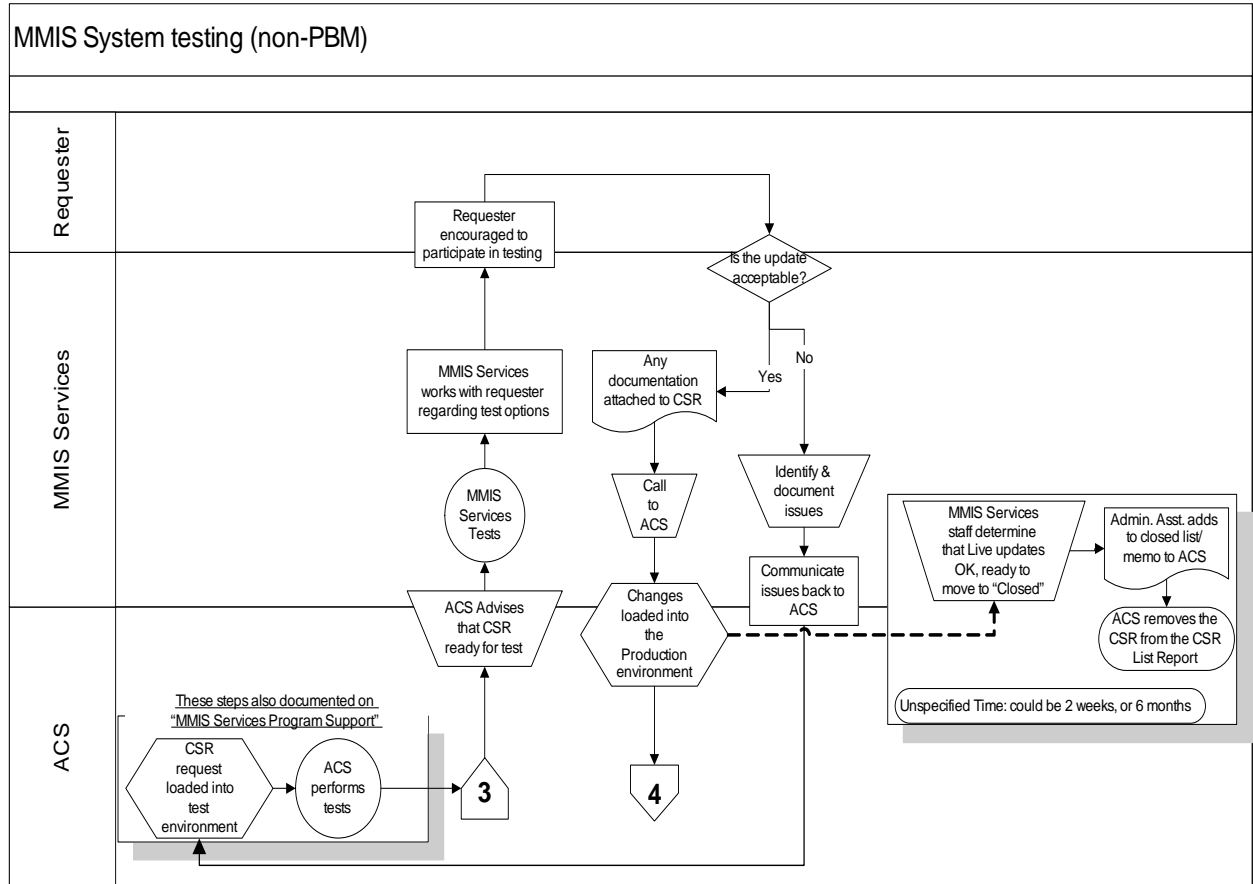 MMIS System testing (non-PBM)
Requester
Requester
encouraged to
participate in testing
Is the update
acceptable?
MMIS Services
MMIS Services
works with requester
regarding test options
Any
documentation
attached to CSR
Yes
No
MMIS
Services
Tests
Call
to
ACS
Identify &
document
issues
MMIS Services
staff determine
that Live updates
OK, ready to
move to “Closed”
Admin. Asst. adds
to closed list/
memo to ACS
Communicate
issues back to
ACS
ACS
ACS Advises
that CSR
ready for test
Changes
loaded into
the
Production
environment
ACS removes the
CSR from the CSR
List Report
These steps also documented on
“MMIS Services Program Support”
Unspecified Time: could be 2 weeks, or 6 months
CSR
request
loaded into
test
environment
ACS
performs
tests
3
4